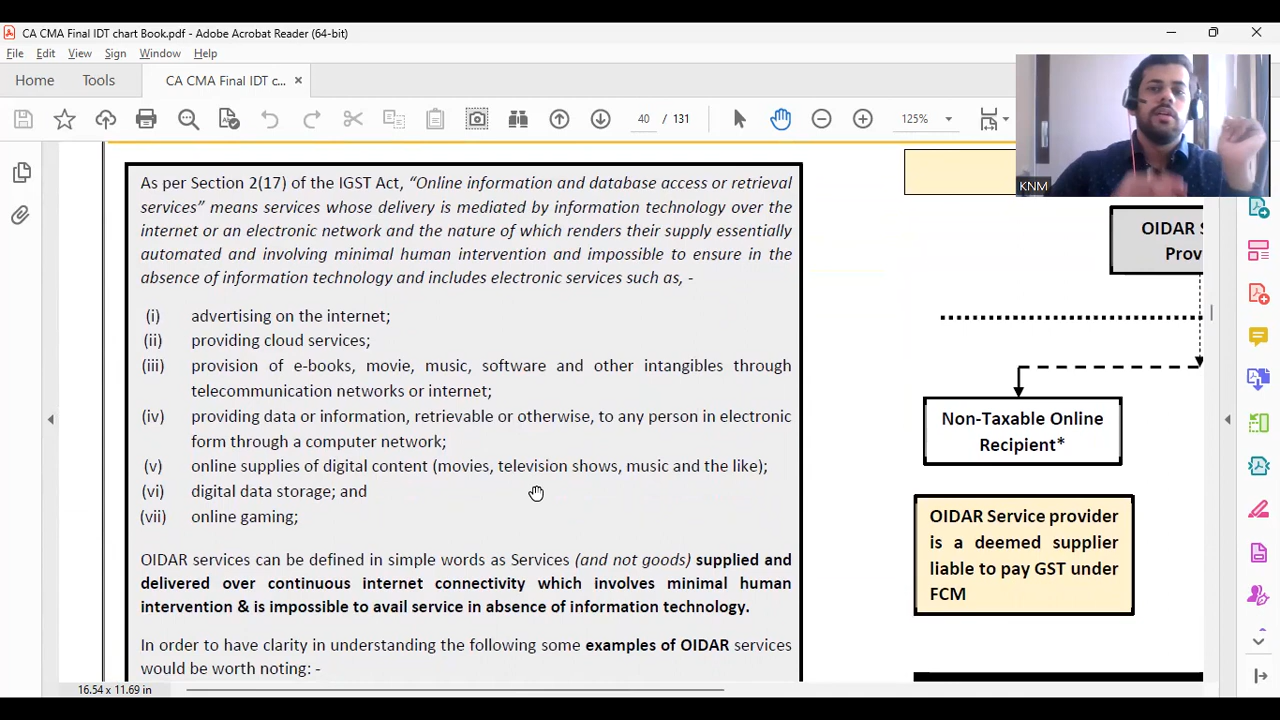 CA CMA Final IDT chart Book.pdf - Adobe Acrobat Reader (64-bit)
File Edit View Sign Window Help
Home Tools CA CMA Final IDT c... ×
40 / 131 125%
KNM
As per Section 2(17) of the IGST Act, “Online information and database access or retrieval
services” means services whose delivery is mediated by information technology over the
internet or an electronic network and the nature of which renders their supply essentially
automated and involving minimal human intervention and impossible to ensure in the
absence of information technology and includes electronic services such as, -
(i) advertising on the internet;
(ii) providing cloud services;
(iii) provision of e-books, movie, music, software and other intangibles through
telecommunication networks or internet;
(iv) providing data or information, retrievable or otherwise, to any person in electronic
form through a computer network;
(v) online supplies of digital content (movies, television shows, music and the like);
(vi) digital data storage; and
(vii) online gaming;
OIDAR services can be defined in simple words as Services (and not goods) supplied and
delivered over continuous internet connectivity which involves minimal human
intervention & is impossible to avail service in absence of information technology.
In order to have clarity in understanding the following some examples of OIDAR services
would be worth noting: -
OIDAR S
Prov
Non-Taxable Online
Recipient*
OIDAR Service provider
is a deemed supplier
liable to pay GST under
FCM
16.54 x 11.69 in